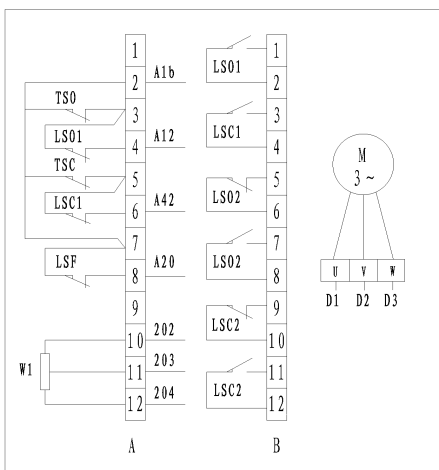 1
A1b
2
TSO
3
LSO1
A12
4
TSC
5
LSC1
A42
6
7
LSF
A20
8
9
202
10
W1
203
11
204
12
A
1
LSO1
2
3
LSC1
4
5
LSO2
6
7
LSO2
8
9
LSC2
10
11
LSC2
12
B
M
3 ~
U V W
D1 D2 D3